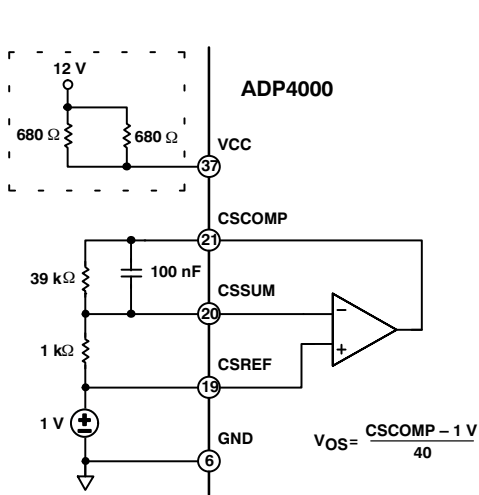 12 V
ADP4000
680 Ω
680 Ω
VCC
37
CSCOMP
21
39 kΩ
100 nF
CSSUM
20
1 kΩ
CSREF
19
1 V
GND
6
V_OS = CSCOMP – 1 V
40